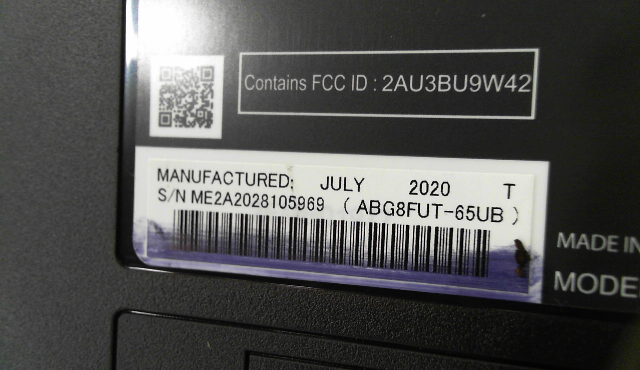 Contains FCC ID : 2AU3BU9W42
MANUFACTURED: JULY 2020 T
S/N ME2A2028105969 ( ABG8FUT-65UB )
MADE IN
MODE